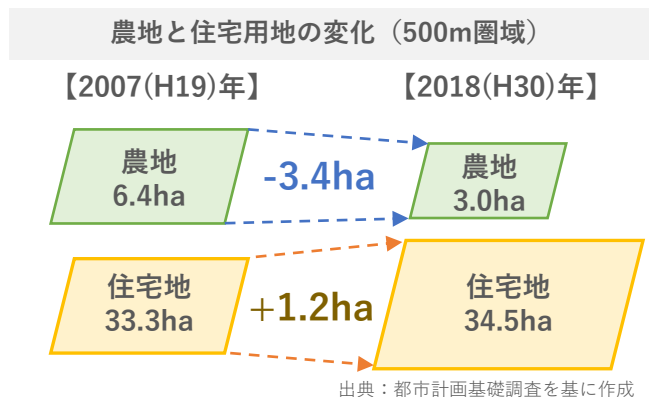 農地と住宅用地の変化（500m圏域）
【2007(H19)年】
【2018(H30)年】
農地
6.4ha
-3.4ha
農地
3.0ha
住宅地
33.3ha
+1.2ha
住宅地
34.5ha
出典：都市計画基礎調査を基に作成